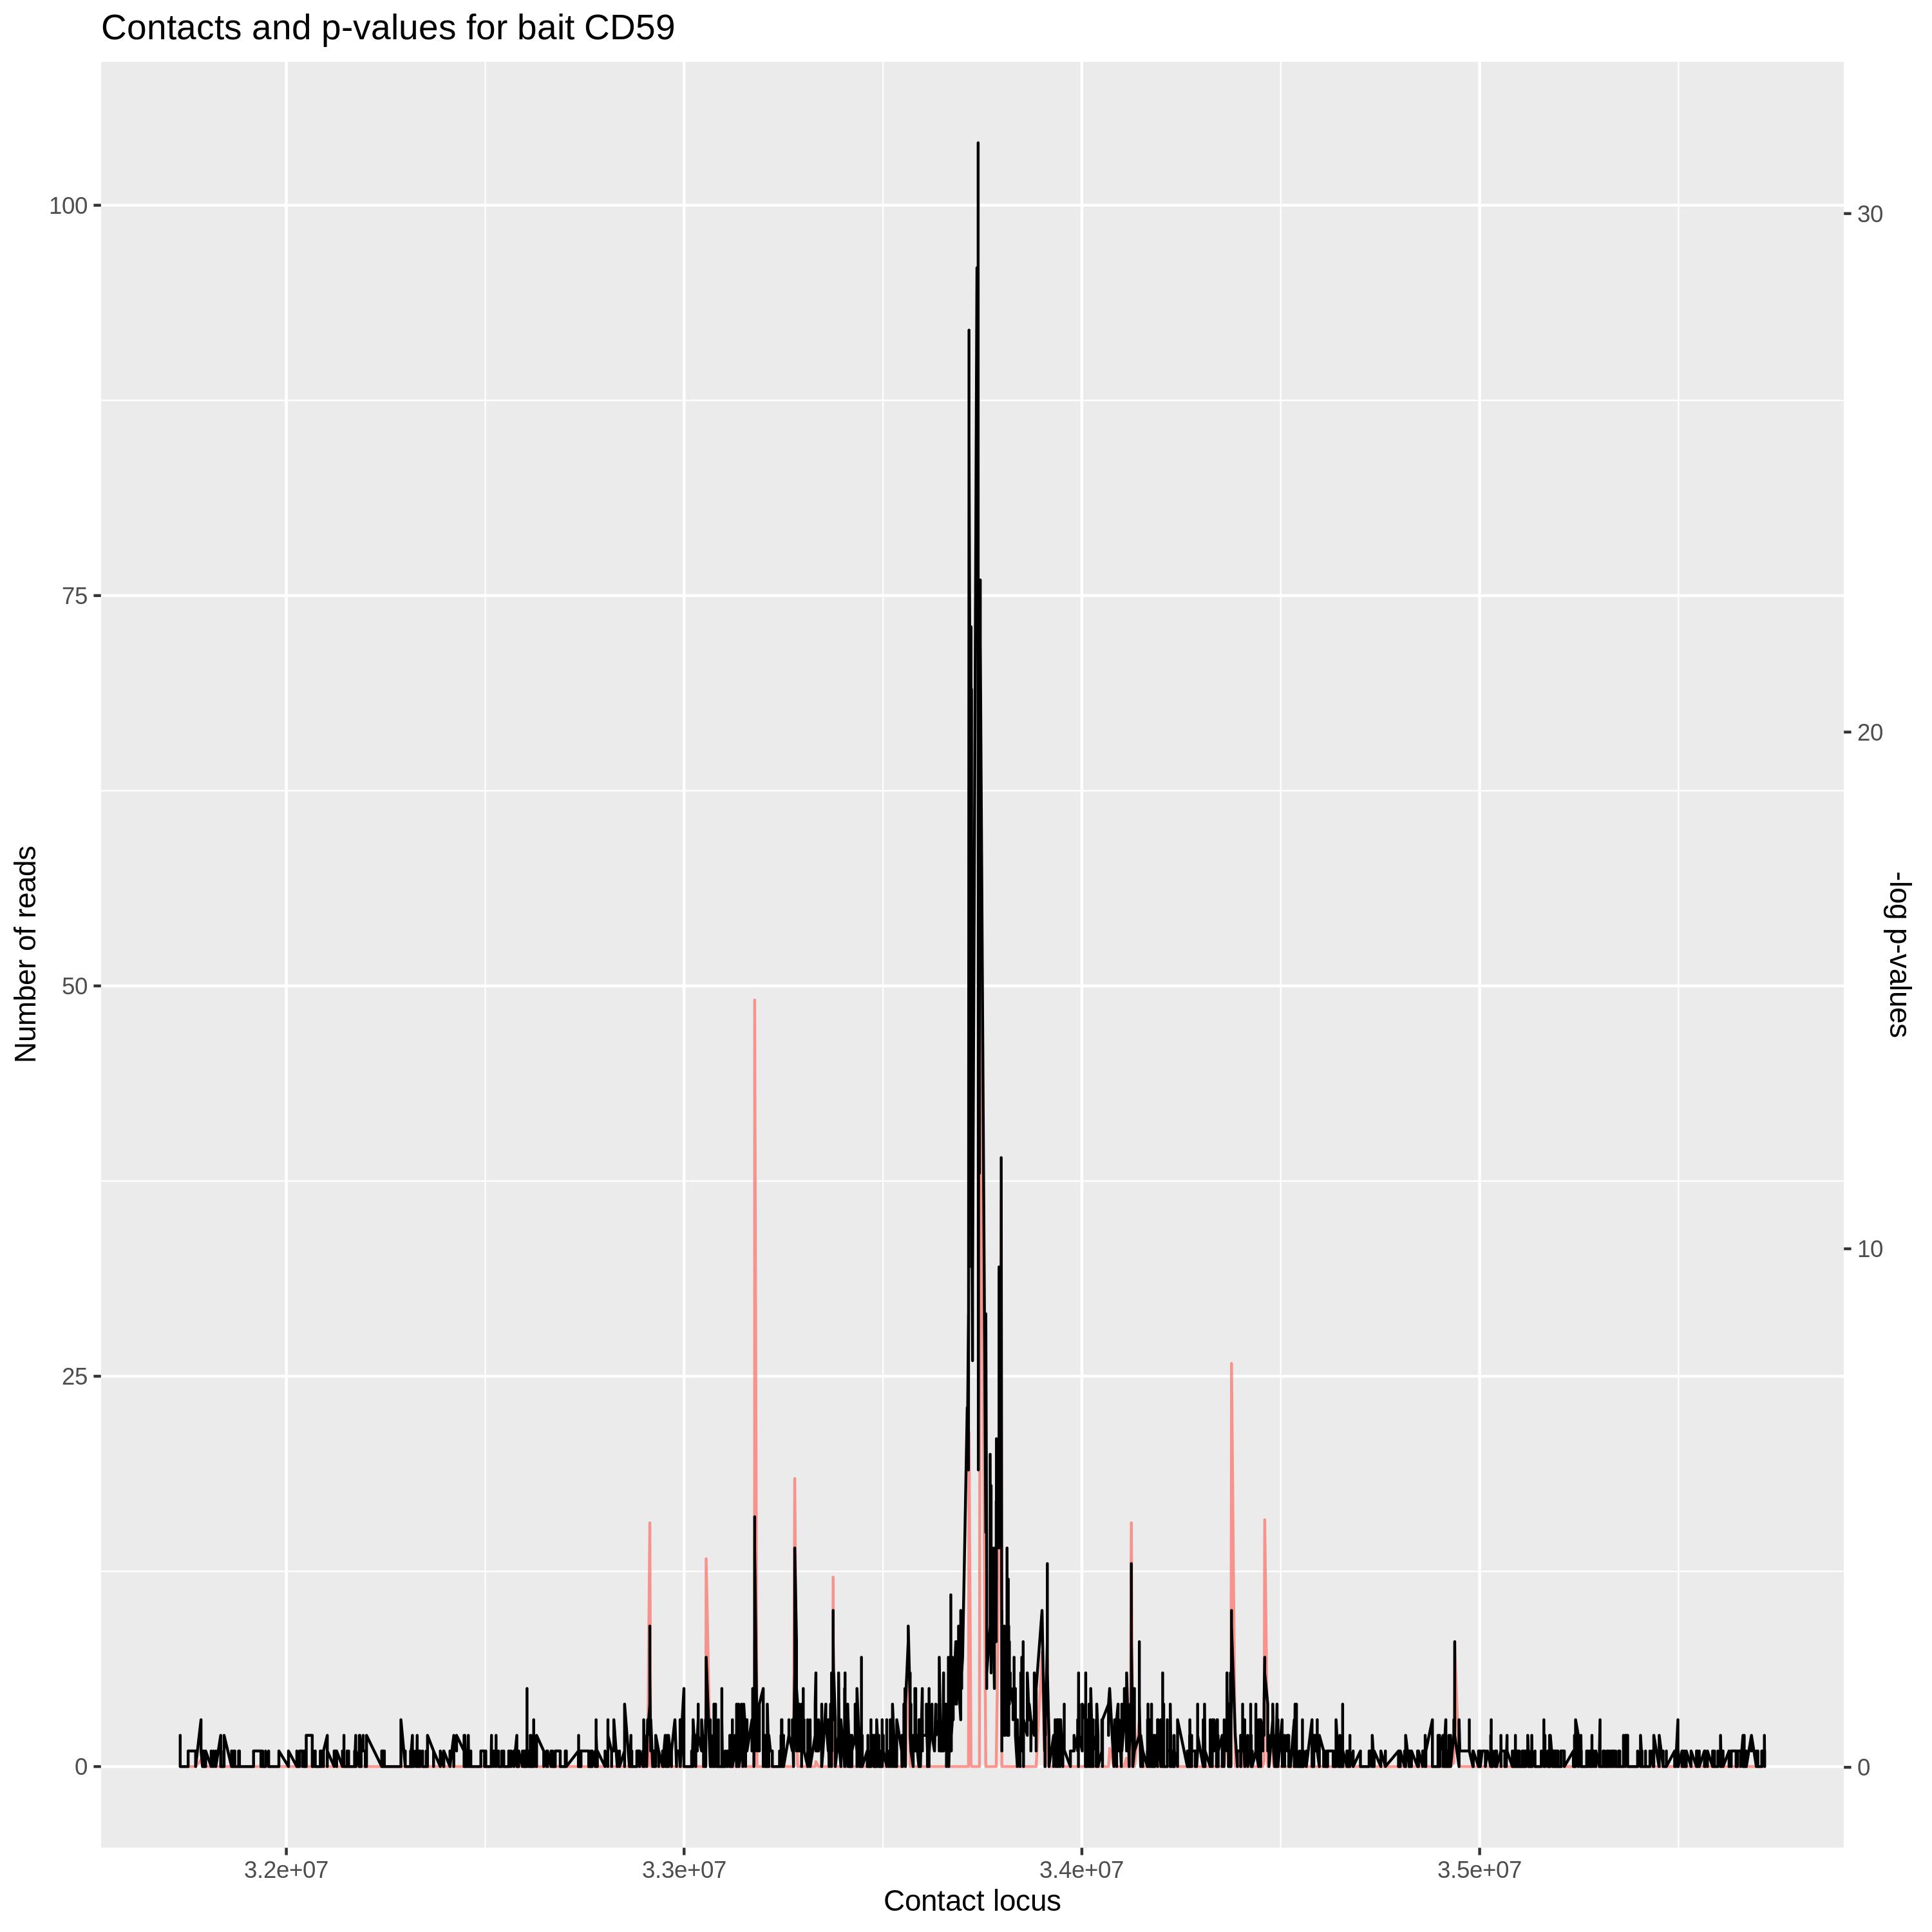 Contacts and p-values for bait CD59
100
75
50
25
0
Number of reads
30
20
10
0
-log p-values
3.2e+07
3.3e+07
3.4e+07
3.5e+07
Contact locus